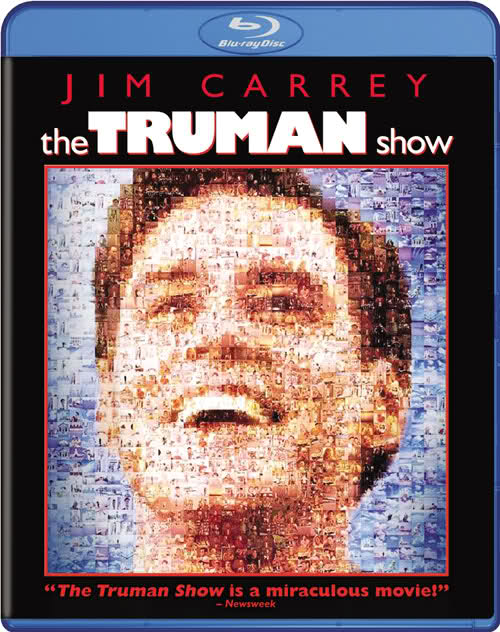 Blu-ray Disc
JIM CARREY
the TRUMAN show
“The Truman Show is a miraculous movie!”
– Newsweek